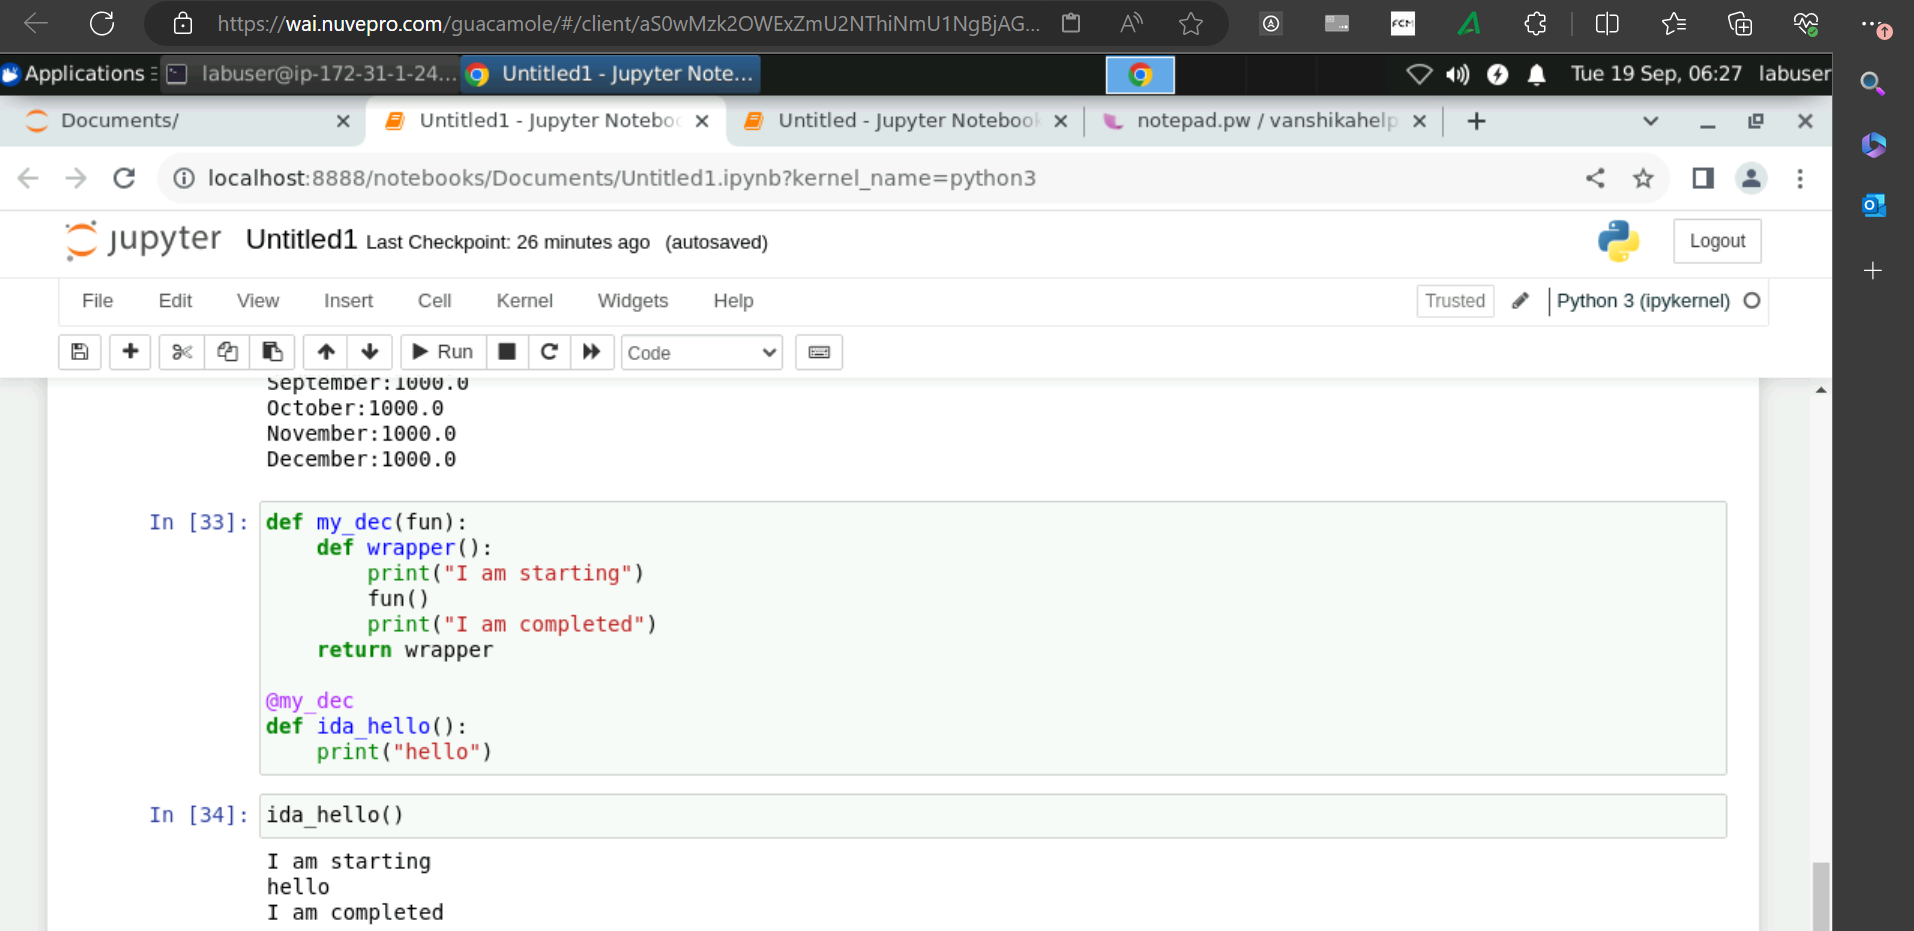 https://wai.nuvepro.com/guacamole/#/client/aS0wMzk2OWExZmU2NThiNmU1NgBjAG...
FCM
Applications
labuser@ip-172-31-1-24...
Untitled1 - Jupyter Note...
Tue 19 Sep, 06:27
labuser
Documents/
Untitled1 - Jupyter Noteboo
Untitled - Jupyter Notebook
notepad.pw / vanshikahelp
localhost:8888/notebooks/Documents/Untitled1.ipynb?kernel_name=python3
jupyter Untitled1 Last Checkpoint: 26 minutes ago (autosaved)
Logout
File Edit View Insert Cell Kernel Widgets Help
Trusted
Python 3 (ipykernel)
Run
Code
September:1000.0
October:1000.0
November:1000.0
December:1000.0
In [33]:
def my_dec(fun):
    def wrapper():
        print("I am starting")
        fun()
        print("I am completed")
    return wrapper
@my_dec
def ida_hello():
    print("hello")
In [34]:
ida_hello()
I am starting
hello
I am completed